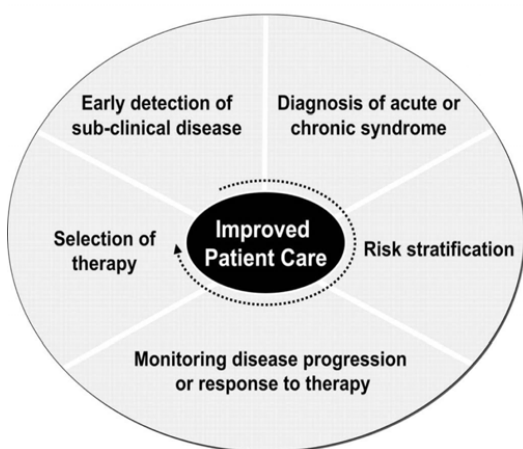 Early detection of
sub-clinical disease
Diagnosis of acute or
chronic syndrome
Improved
Patient Care
Selection of
therapy
Risk stratification
Monitoring disease progression
or response to therapy